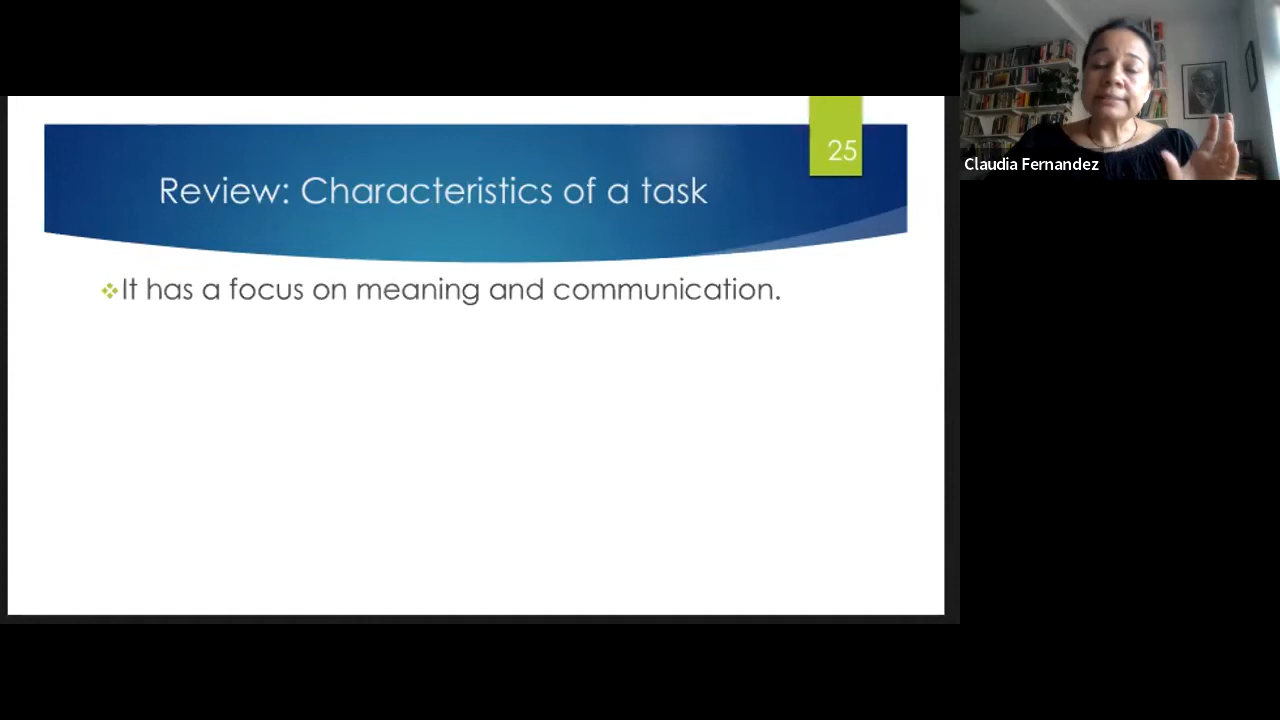 25
Review: Characteristics of a task
It has a focus on meaning and communication.
Claudia Fernandez